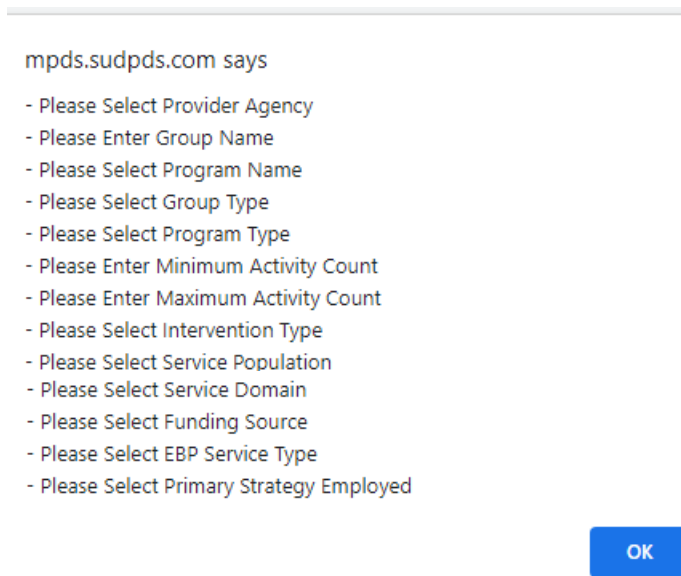 mpds.sudpds.com says
- Please Select Provider Agency
- Please Enter Group Name
- Please Select Program Name
- Please Select Group Type
- Please Select Program Type
- Please Enter Minimum Activity Count
- Please Enter Maximum Activity Count
- Please Select Intervention Type
- Please Select Service Population
- Please Select Service Domain
- Please Select Funding Source
- Please Select EBP Service Type
- Please Select Primary Strategy Employed
OK